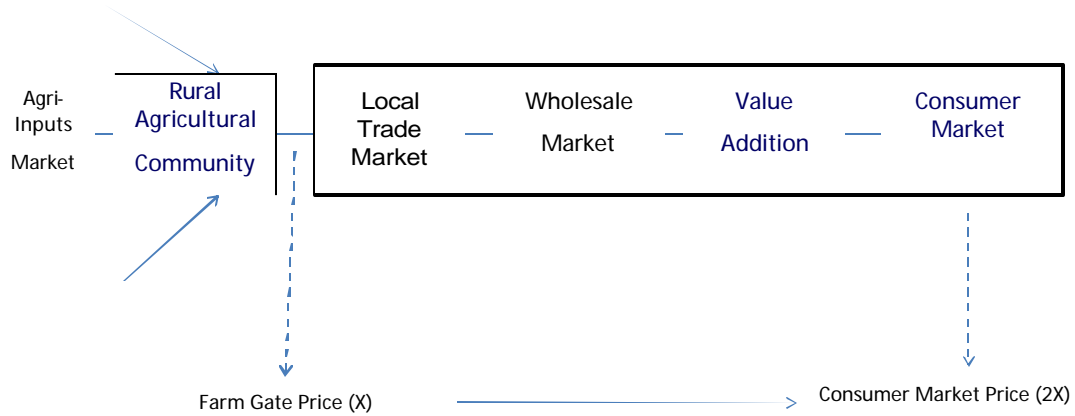 Agri-
Inputs
Market
Rural
Agricultural
Community
Local
Trade
Market
Wholesale
Market
Value
Addition
Consumer
Market
Farm Gate Price (X)
Consumer Market Price (2X)